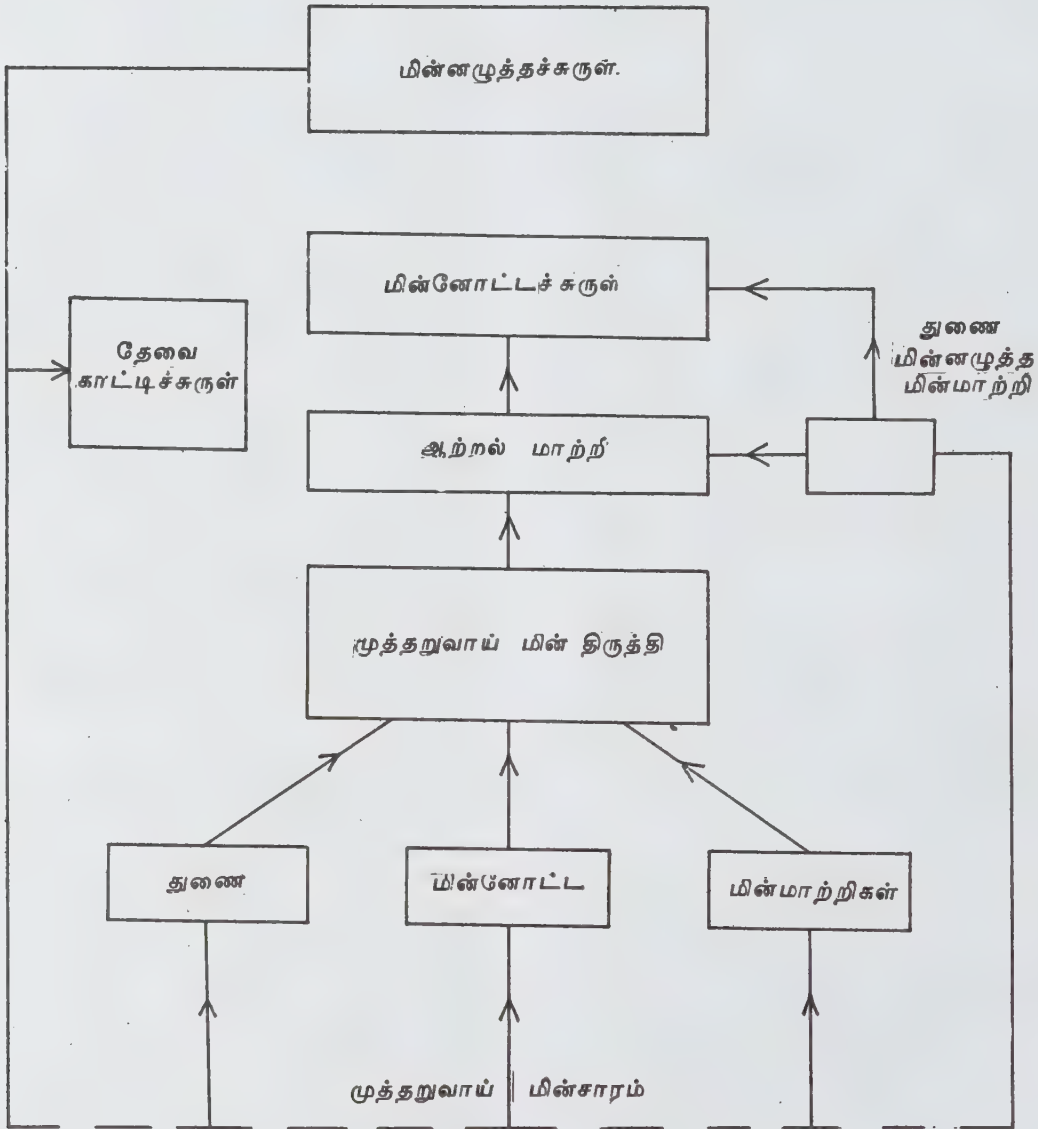 மின்னழுத்தச்சுருள்.
மின்னோட்டச் சுருள்
தேவை
காட்டிச்சுருள்
துணை
மின்னழுத்த
மின்மாற்றி
ஆற்றல் மாற்றி
முத்தறுவாய் மின் திருத்தி
துணை
மின்னோட்ட
மின்மாற்றிகள்
முத்தறுவாய் மின்சாரம்